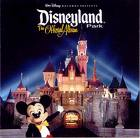 WALT DISNEY RECORDS PRESENTS
Disneyland
Park
The Official Album